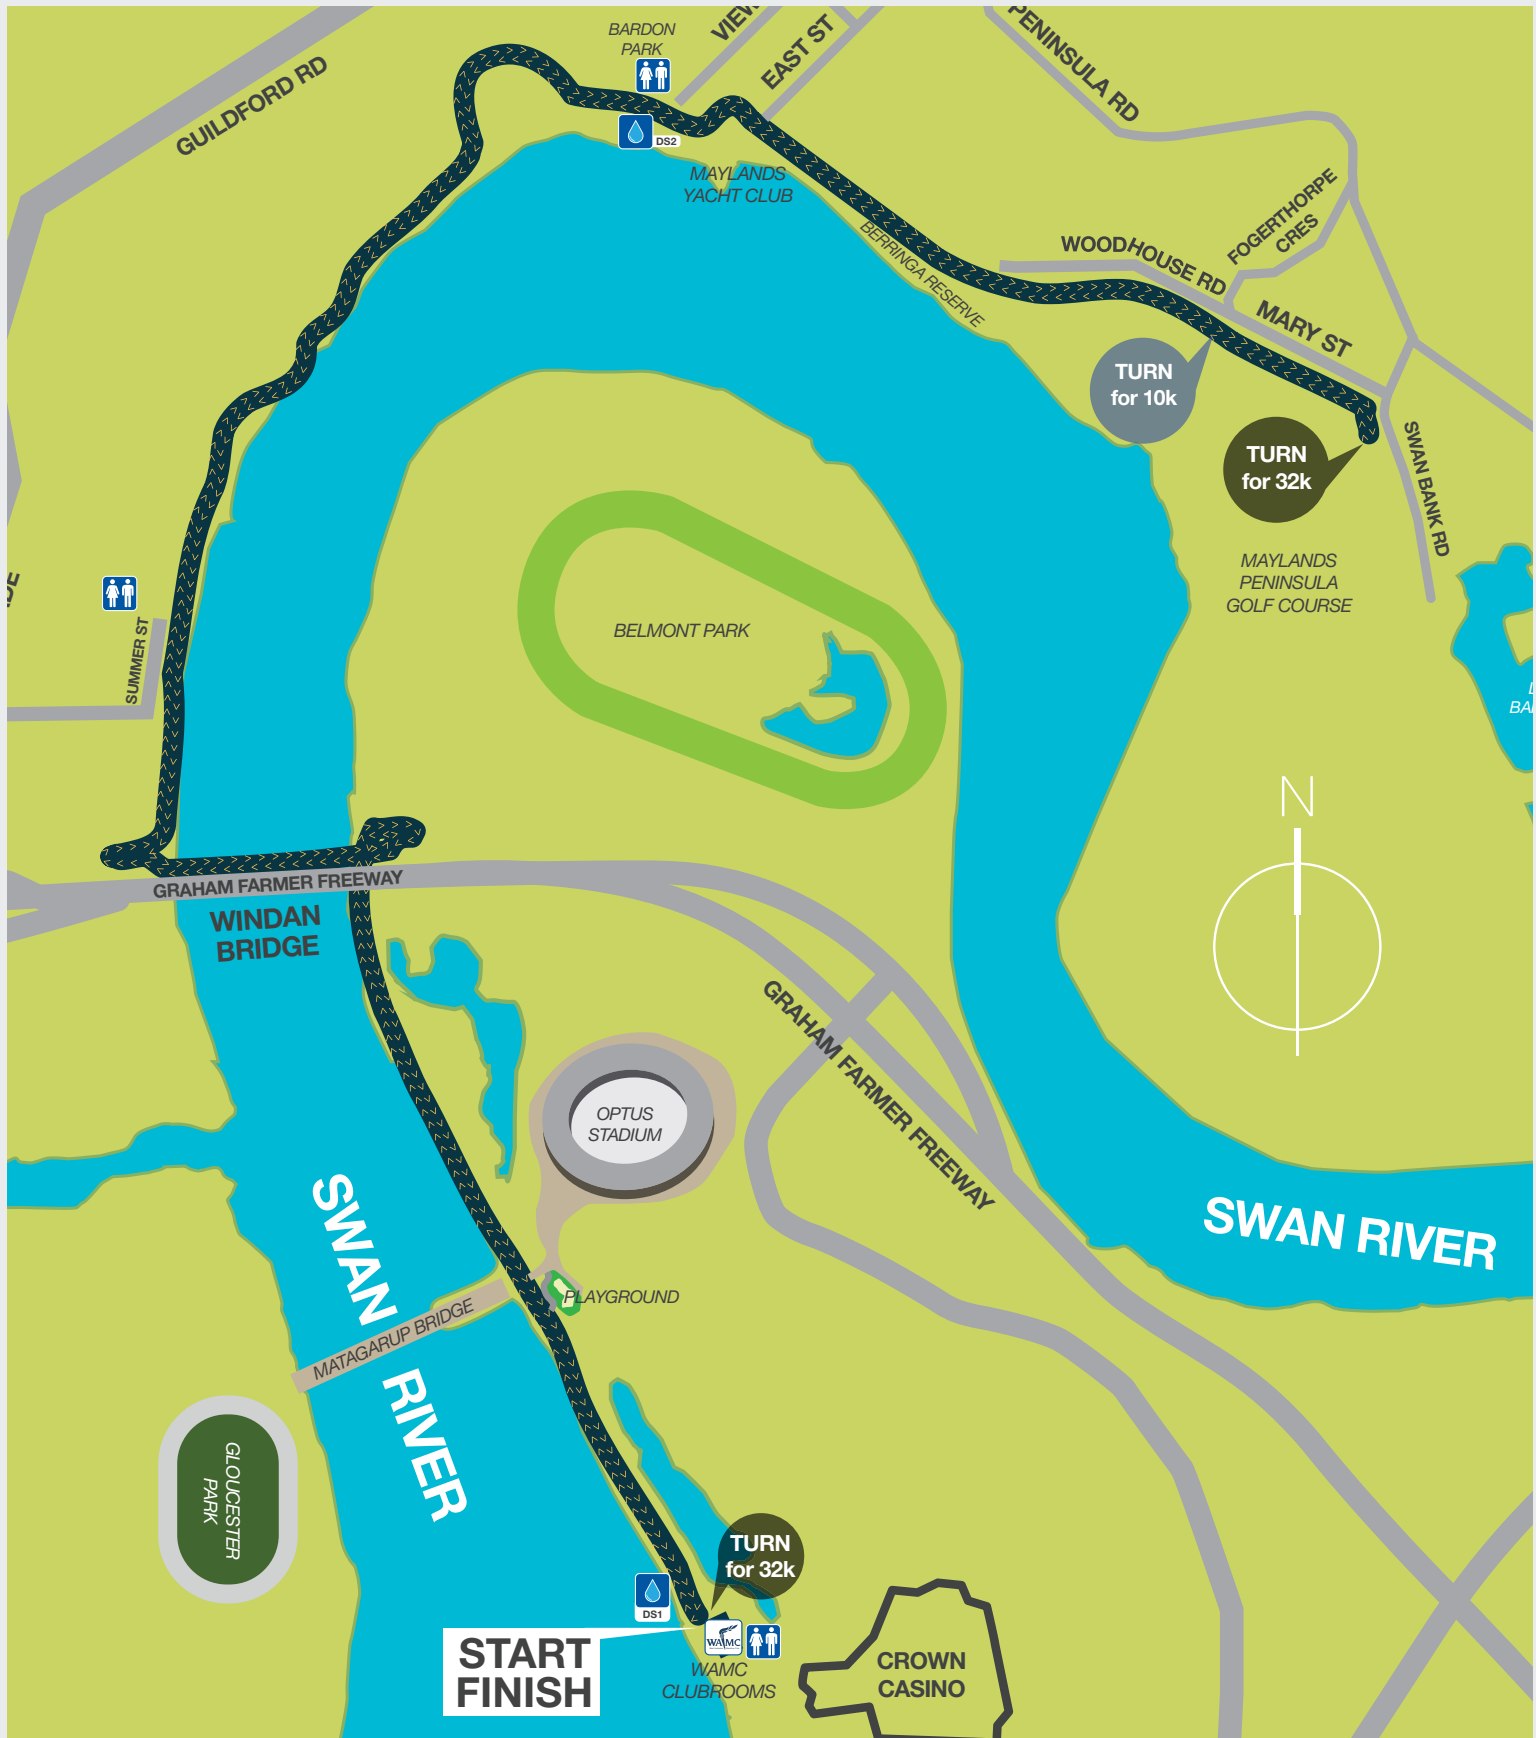 BARDON
PARK
VIEW
EAST ST
PENINSULA RD
GUILDFORD RD
DS2
MAYLANDS
YACHT CLUB
BERRINGA RESERVE
WOODHOUSE RD
FOGERTHORPE
CRES
MARY ST
TURN
for 10k
TURN
for 32k
SWAN BANK RD
MAYLANDS
PENINSULA
GOLF COURSE
SUMMER ST
BELMONT PARK
N
GRAHAM FARMER FREEWAY
WINDAN
BRIDGE
GRAHAM FARMER FREEWAY
OPTUS
STADIUM
SWAN RIVER
SWAN RIVER
PLAYGROUND
MATAGARUP BRIDGE
GLOUCESTER
PARK
TURN
for 32k
DS1
START
FINISH
WAMC
WAMC
CLUBROOMS
CROWN
CASINO